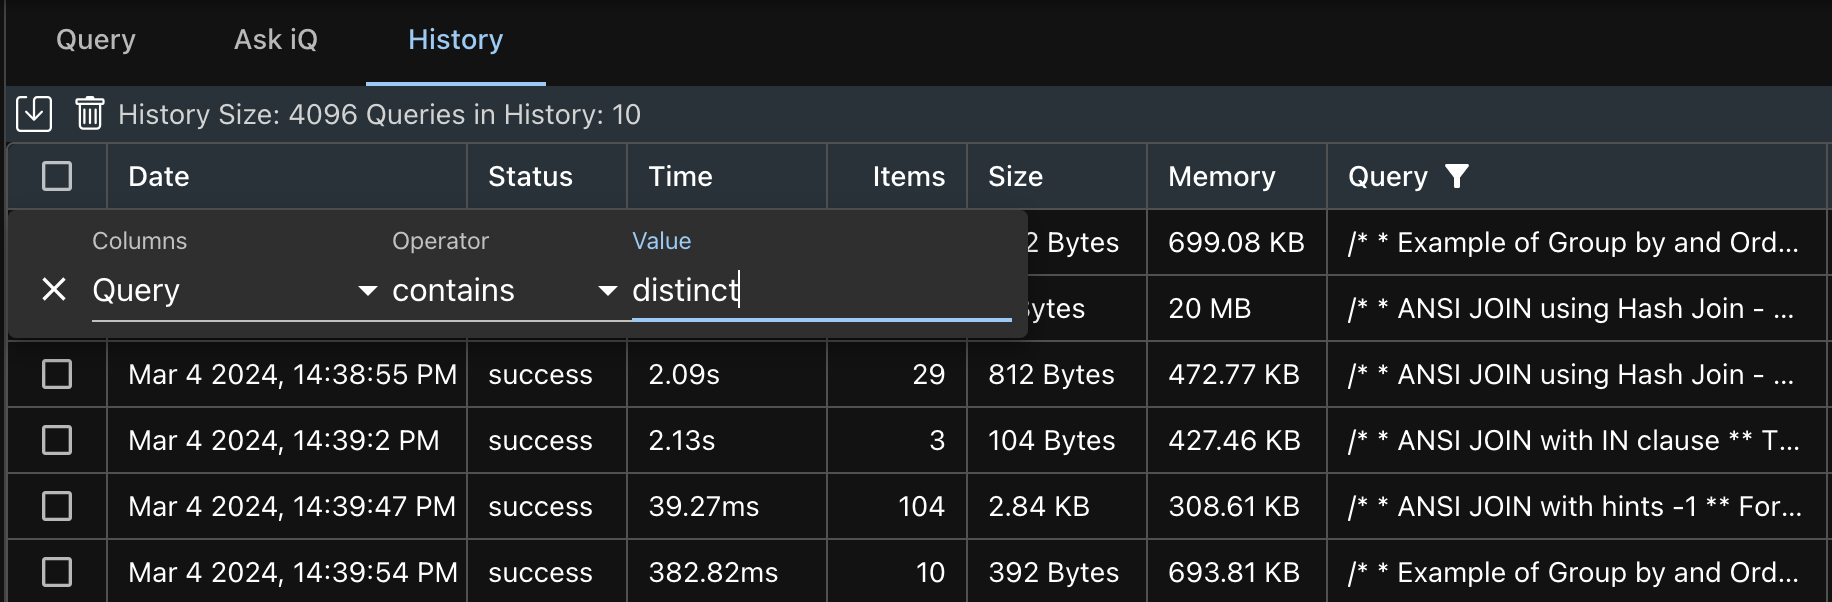 Query Ask iQ History
History Size: 4096 Queries in History: 10
Date Status Time Items Size Memory Query
Columns Operator Value
Query contains distinct
2 Bytes 699.08 KB /* * Example of Group by and Ord...
ytes 20 MB /* * ANSI JOIN using Hash Join - ...
Mar 4 2024, 14:38:55 PM success 2.09s 29 812 Bytes 472.77 KB /* * ANSI JOIN using Hash Join - ...
Mar 4 2024, 14:39:2 PM success 2.13s 3 104 Bytes 427.46 KB /* * ANSI JOIN with IN clause ** T...
Mar 4 2024, 14:39:47 PM success 39.27ms 104 2.84 KB 308.61 KB /* * ANSI JOIN with hints -1 ** For...
Mar 4 2024, 14:39:54 PM success 382.82ms 10 392 Bytes 693.81 KB /* * Example of Group by and Ord...